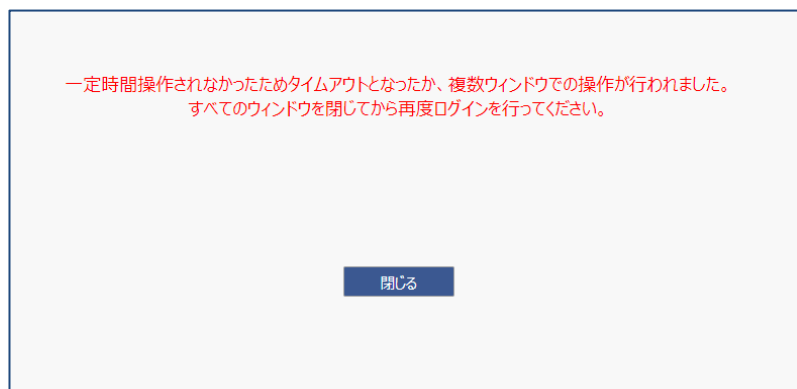 一定時間操作されなかったためタイムアウトとなったか、複数ウィンドウでの操作が行われました。
すべてのウィンドウを閉じてから再度ログインを行ってください。
閉じる